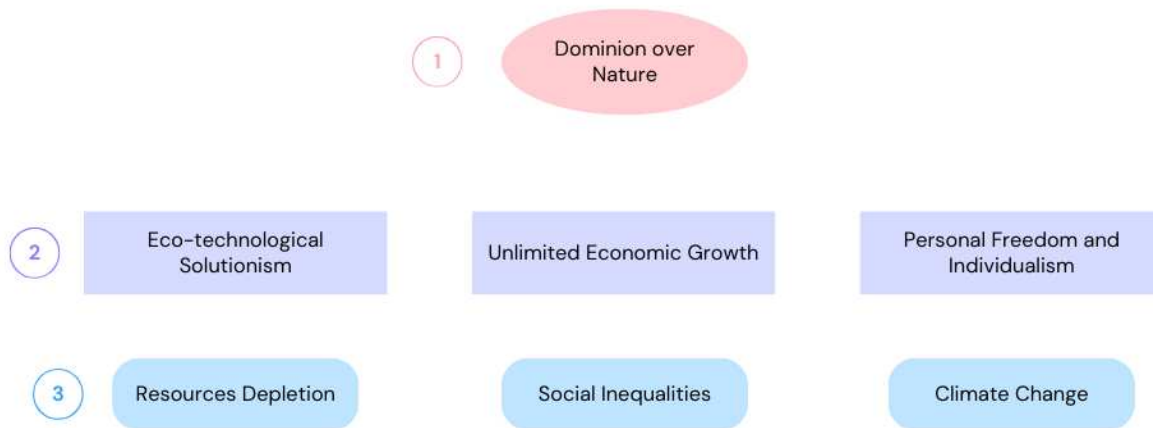 1
Dominion over
Nature
2
Eco-technological
Solutionism
Unlimited Economic Growth
Personal Freedom and
Individualism
3
Resources Depletion
Social Inequalities
Climate Change